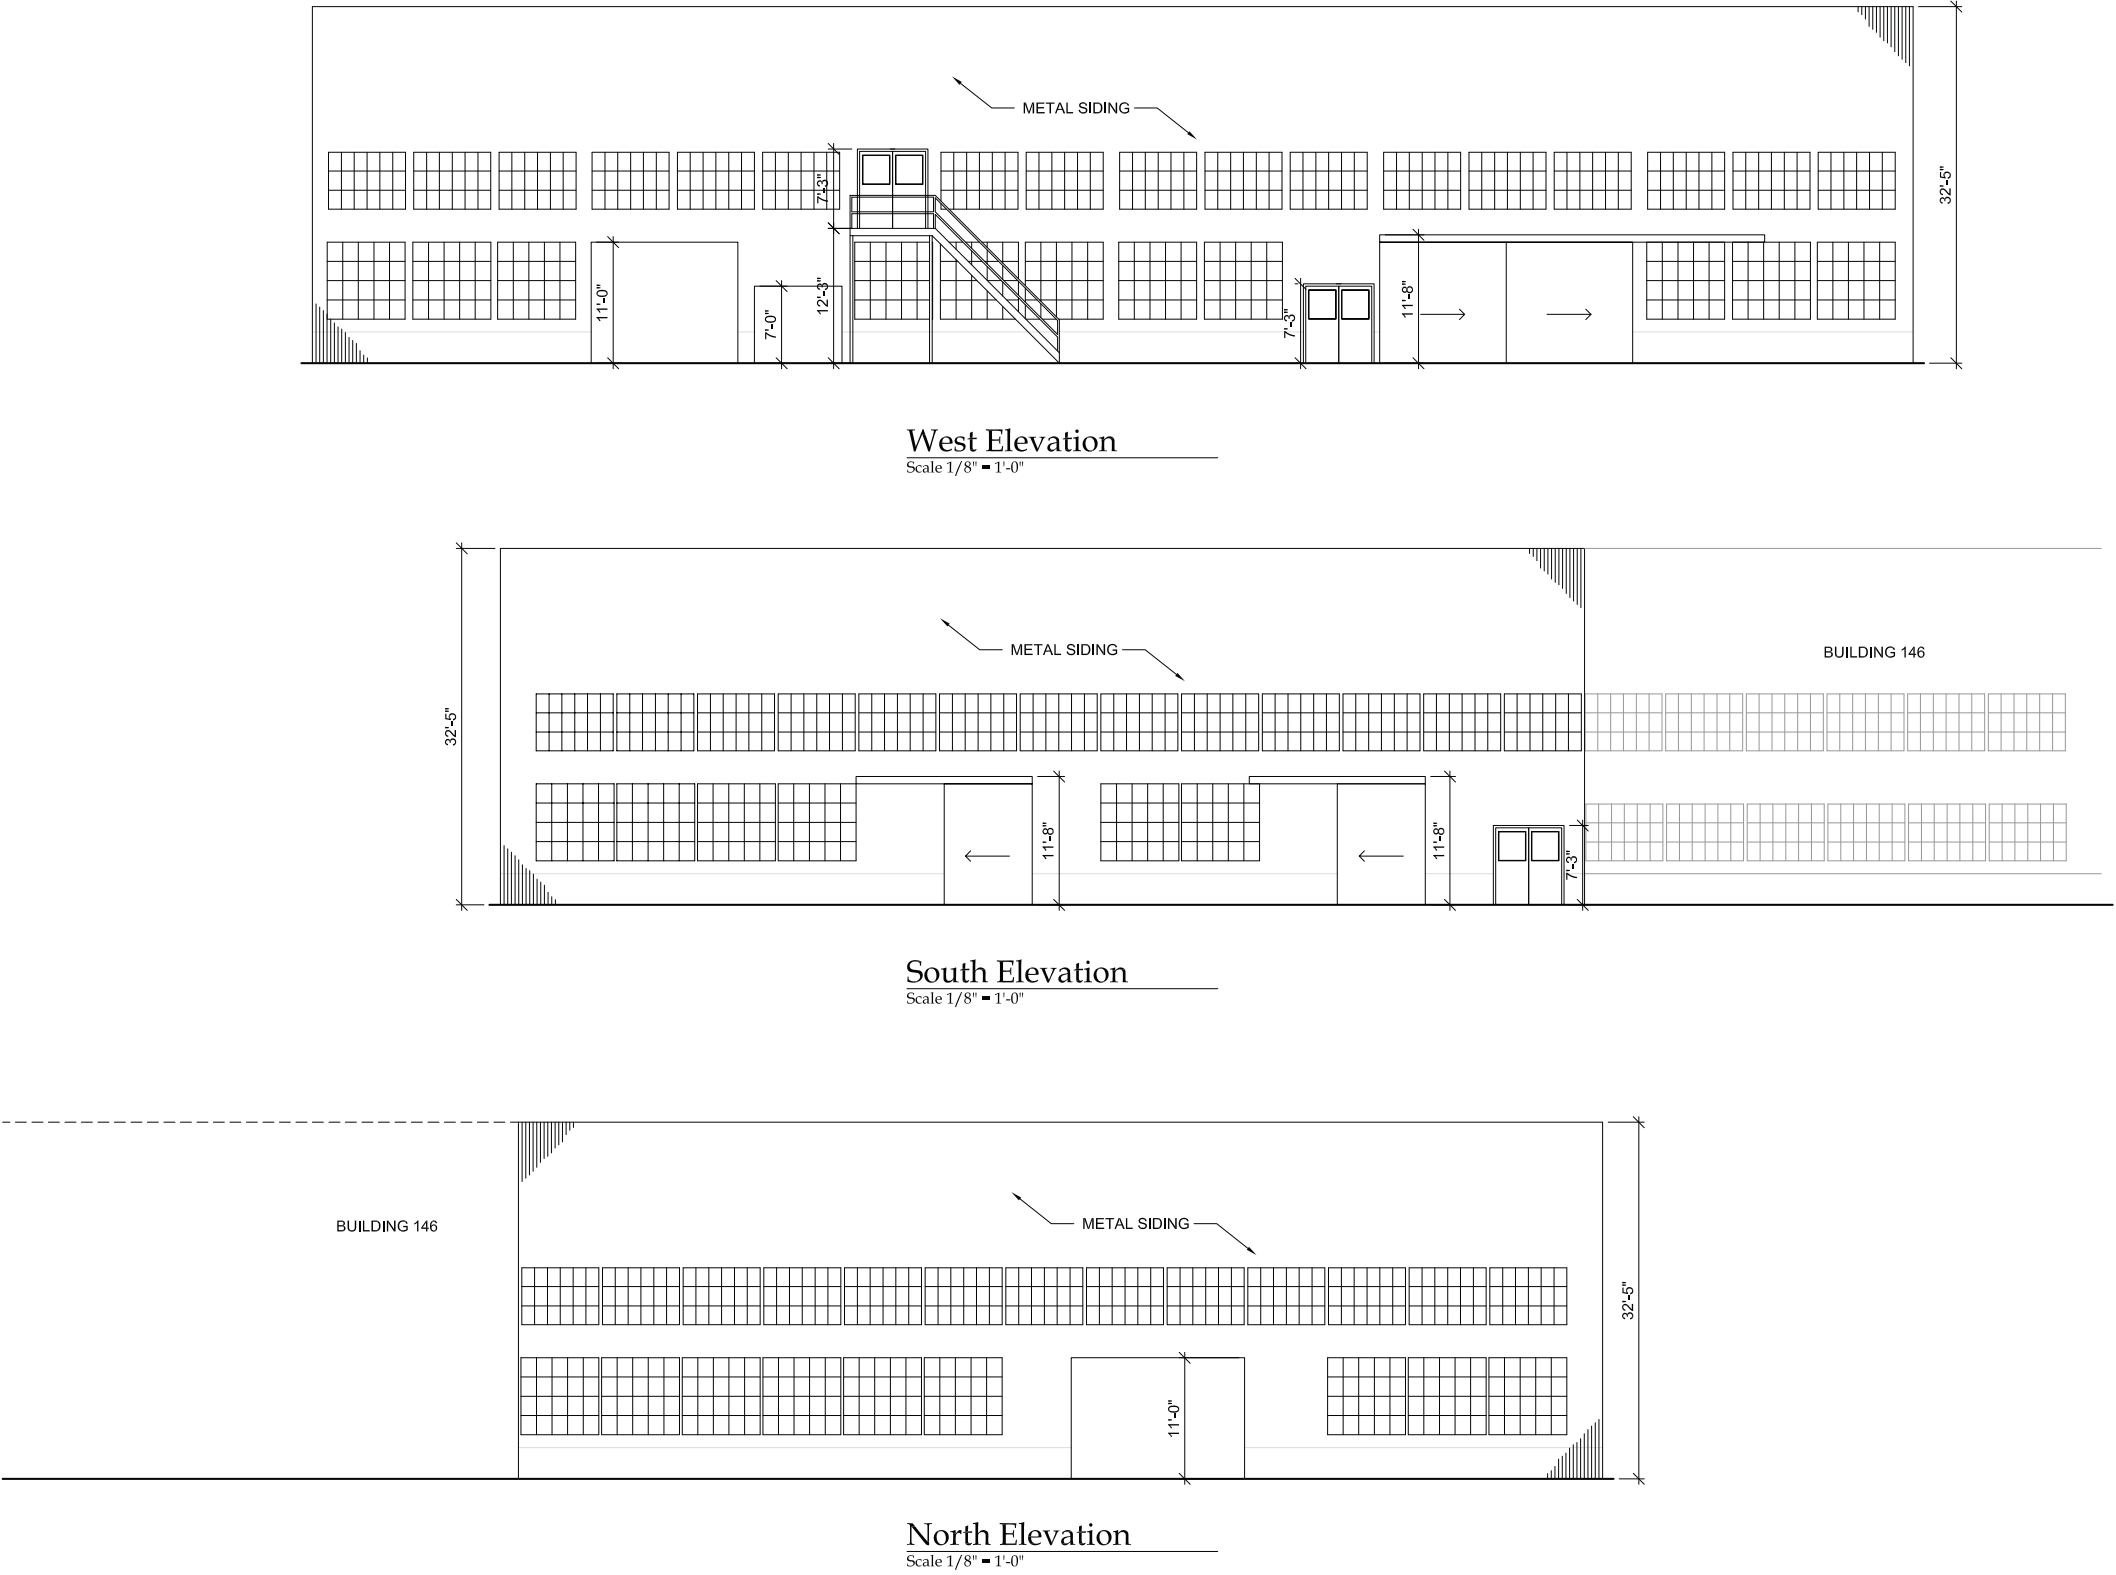 METAL SIDING
7'-3"
32'-5"
11'-0"
7'-0"
12'-3"
7'-3"
11'-8"
West Elevation
Scale 1/8" = 1'-0"
METAL SIDING
BUILDING 146
32'-5"
11'-8"
11'-8"
7'-3"
South Elevation
Scale 1/8" = 1'-0"
METAL SIDING
BUILDING 146
32'-5"
11'-0"
North Elevation
Scale 1/8" = 1'-0"